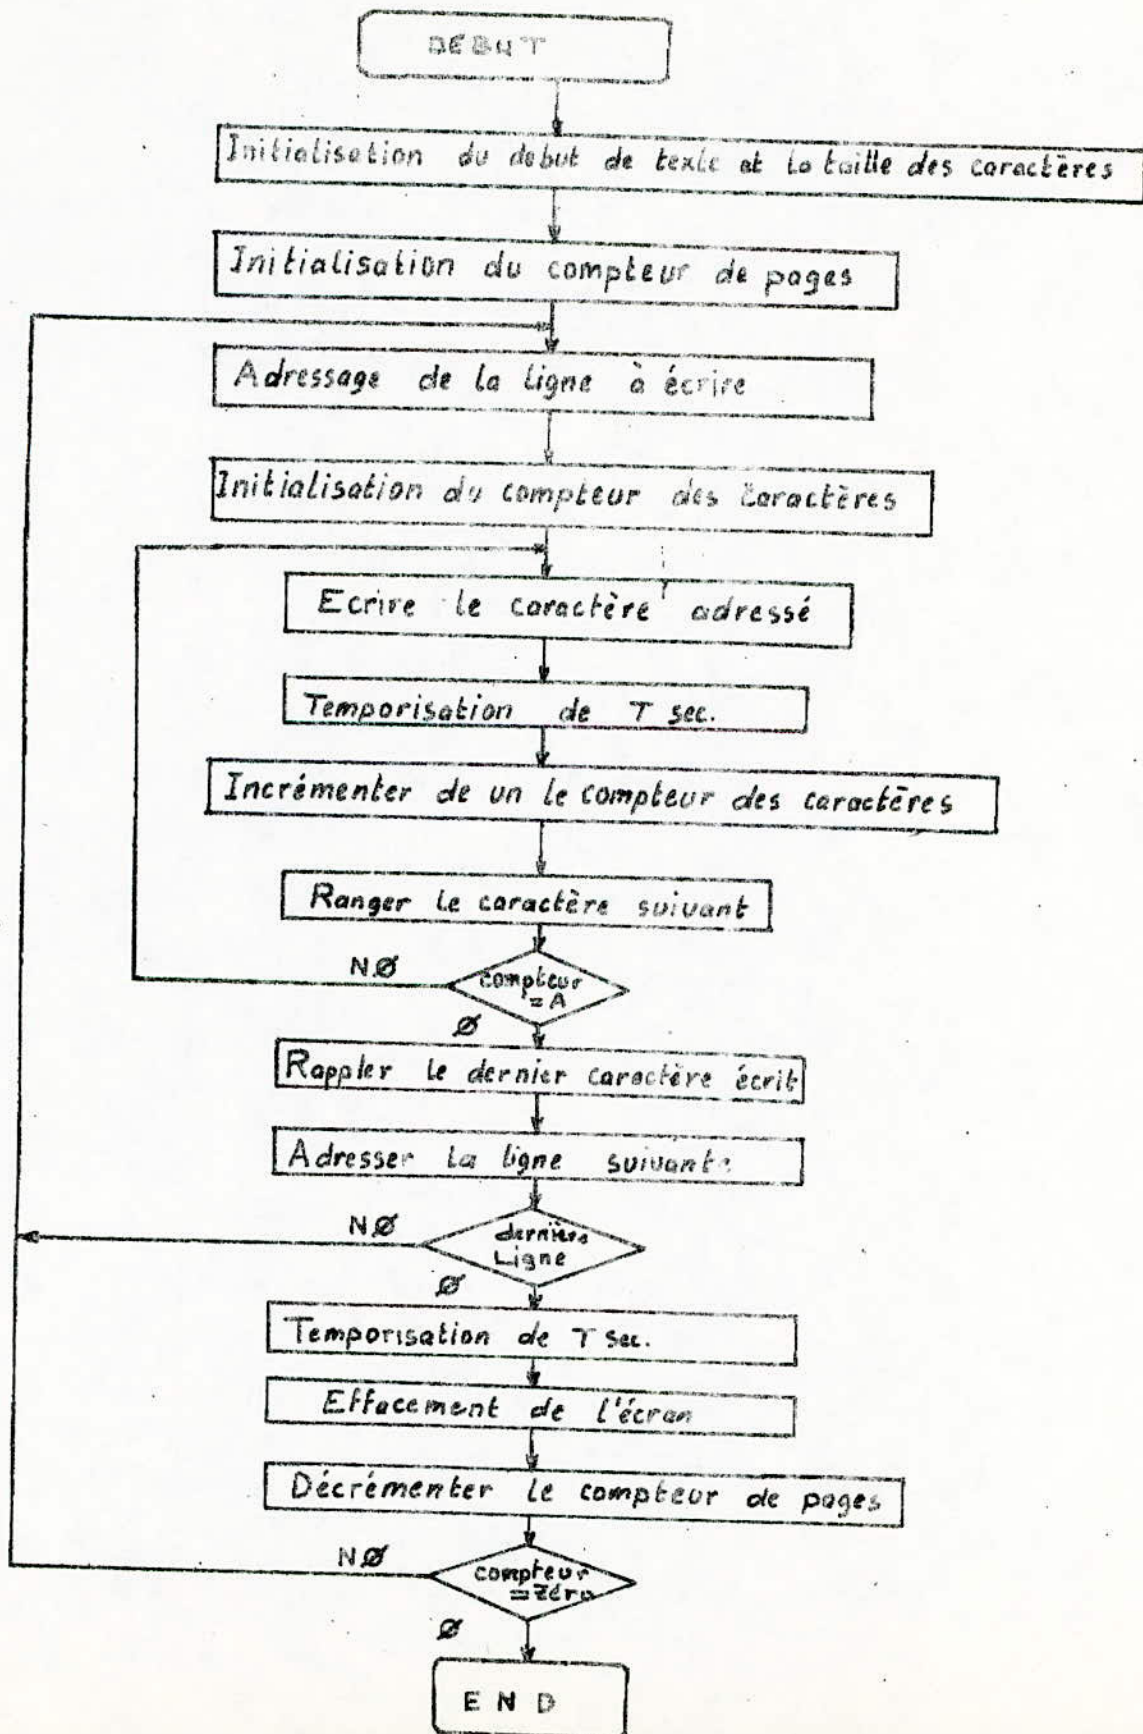 DEBUT
Initialisation du debut de texte et la taille des caractères
Initialisation du compteur de pages
Adressage de la ligne à écrire
Initialisation du compteur des caractères
Ecrire le caractère adressé
Temporisation de T sec.
Incrémenter de un le compteur des caractères
Ranger le caractère suivant
NØ
compteur
= A
Ø
Rappler le dernier caractère écrit
Adresser la ligne suivante
NØ
dernière
Ligne
Ø
Temporisation de T sec.
Effacement de l'écran
Décrémenter le compteur de pages
NØ
compteur
= Zéro
Ø
END